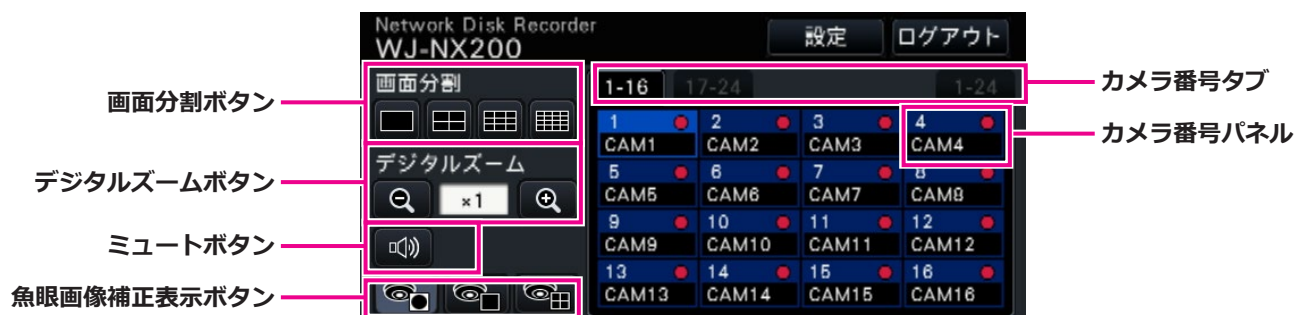 Network Disk Recorder
WJ-NX200
設定
ログアウト
画面分割
1-16
17-24
1-24
カメラ番号タブ
画面分割ボタン
カメラ番号パネル
1
2
3
4
CAM1
CAM2
CAM3
CAM4
デジタルズーム
5
6
7
8
CAM5
CAM6
CAM7
CAM8
デジタルズームボタン
×1
9
10
11
12
CAM9
CAM10
CAM11
CAM12
ミュートボタン
13
14
15
16
CAM13
CAM14
CAM15
CAM16
魚眼画像補正表示ボタン